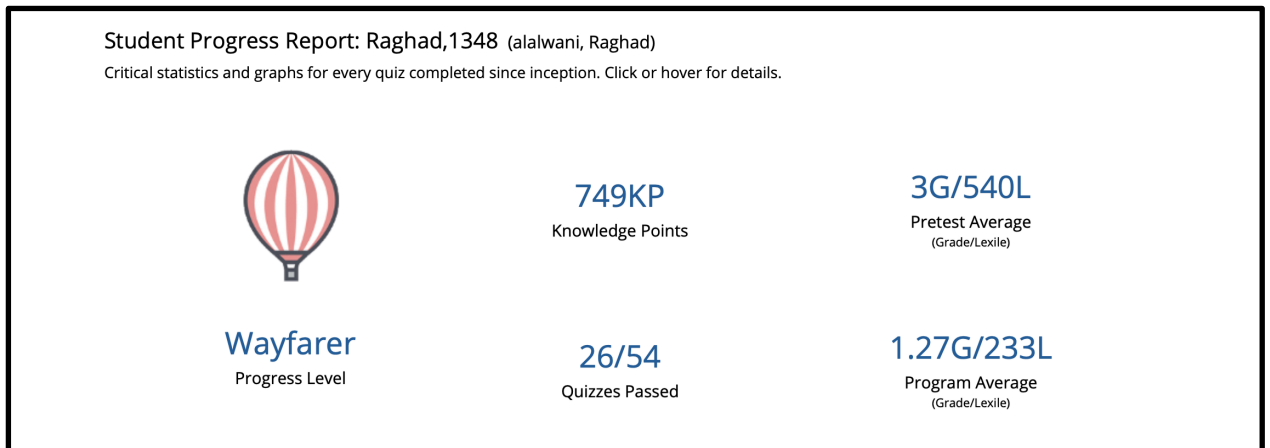 Student Progress Report: Raghad,1348 (alalwani, Raghad)
Critical statistics and graphs for every quiz completed since inception. Click or hover for details.
749KP
Knowledge Points
3G/540L
Pretest Average
(Grade/Lexile)
Wayfarer
Progress Level
26/54
Quizzes Passed
1.27G/233L
Program Average
(Grade/Lexile)